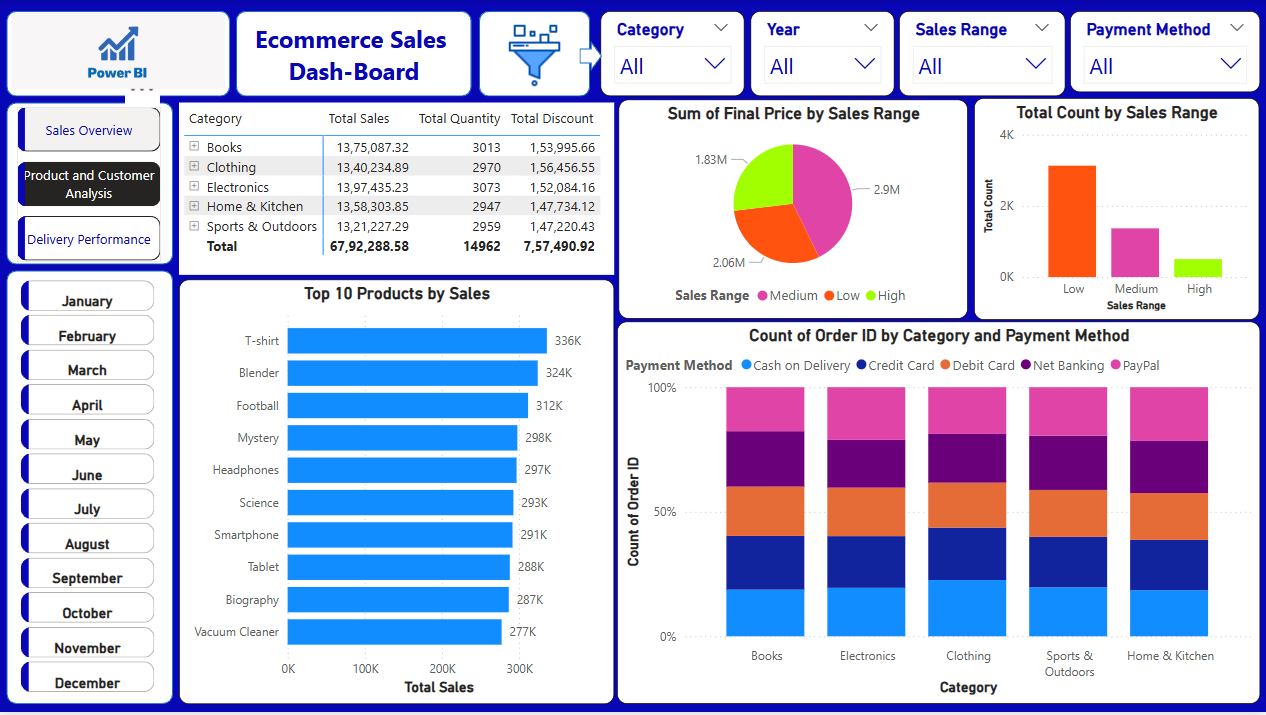 Power BI
Ecommerce Sales
Dash-Board
Category
All
Year
All
Sales Range
All
Payment Method
All
Sales Overview
Product and Customer
Analysis
Delivery Performance
January
February
March
April
May
June
July
August
September
October
November
December
Category Total Sales Total Quantity Total Discount
Books 13,75,087.32 3013 1,53,995.66
Clothing 13,40,234.89 2970 1,56,456.55
Electronics 13,97,435.23 3073 1,52,084.16
Home & Kitchen 13,58,303.85 2947 1,47,734.12
Sports & Outdoors 13,21,227.29 2959 1,47,220.43
Total 67,92,288.58 14962 7,57,490.92
Sum of Final Price by Sales Range
1.83M
2.9M
2.06M
Sales Range Medium Low High
Total Count by Sales Range
Total Count
4K
2K
0K
Low Medium High
Sales Range
Top 10 Products by Sales
T-shirt 336K
Blender 324K
Football 312K
Mystery 298K
Headphones 297K
Science 293K
Smartphone 291K
Tablet 288K
Biography 287K
Vacuum Cleaner 277K
0K 100K 200K 300K
Total Sales
Count of Order ID by Category and Payment Method
Payment Method Cash on Delivery Credit Card Debit Card Net Banking PayPal
Count of Order ID
100%
50%
0%
Books Electronics Clothing Sports & Home & Kitchen
Outdoors
Category